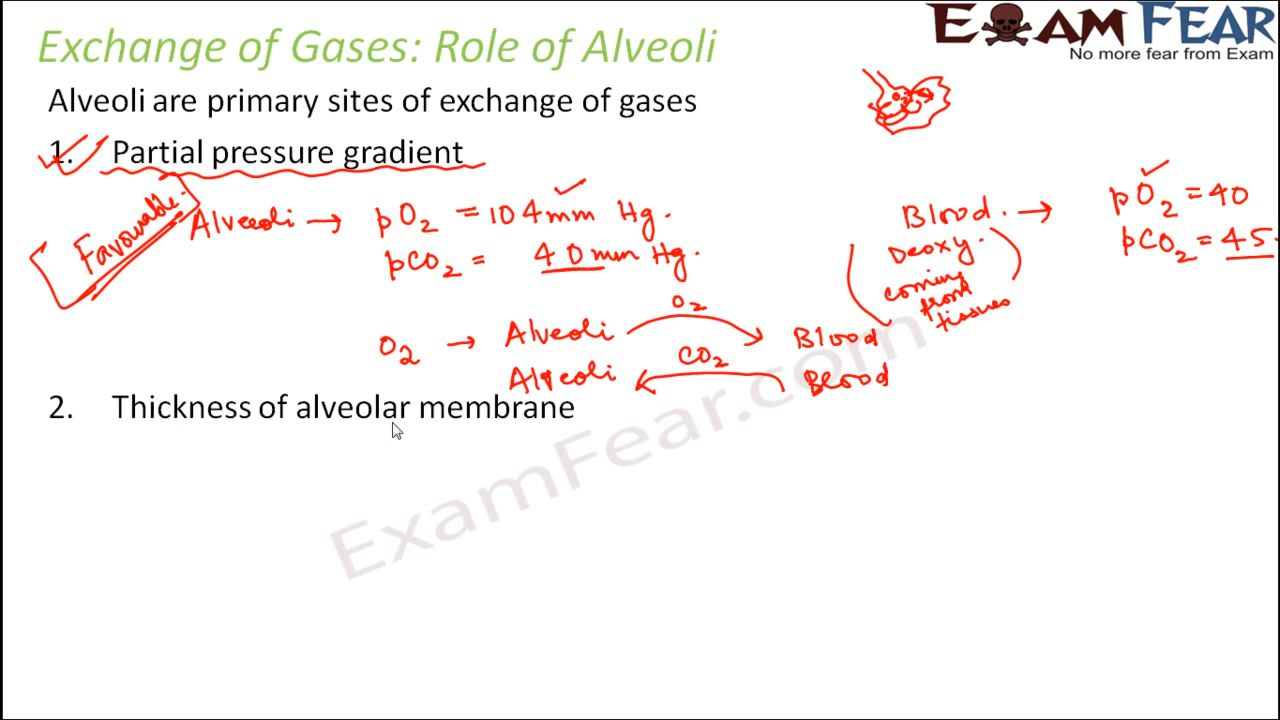 Exchange of Gases: Role of Alveoli
EXAM FEAR
No more fear from Exam
Alveoli are primary sites of exchange of gases
1. Partial pressure gradient
Favourable.
Alveoli → pO2 = 104 mm Hg.
pCO2 = 40 mm Hg.
Blood. → pO2 = 40
Deoxy. pCO2 = 45.
coming
from
tissues
O2
O2 → Alveoli Blood
CO2
Alveoli Blood
2. Thickness of alveolar membrane
ExamFear.com